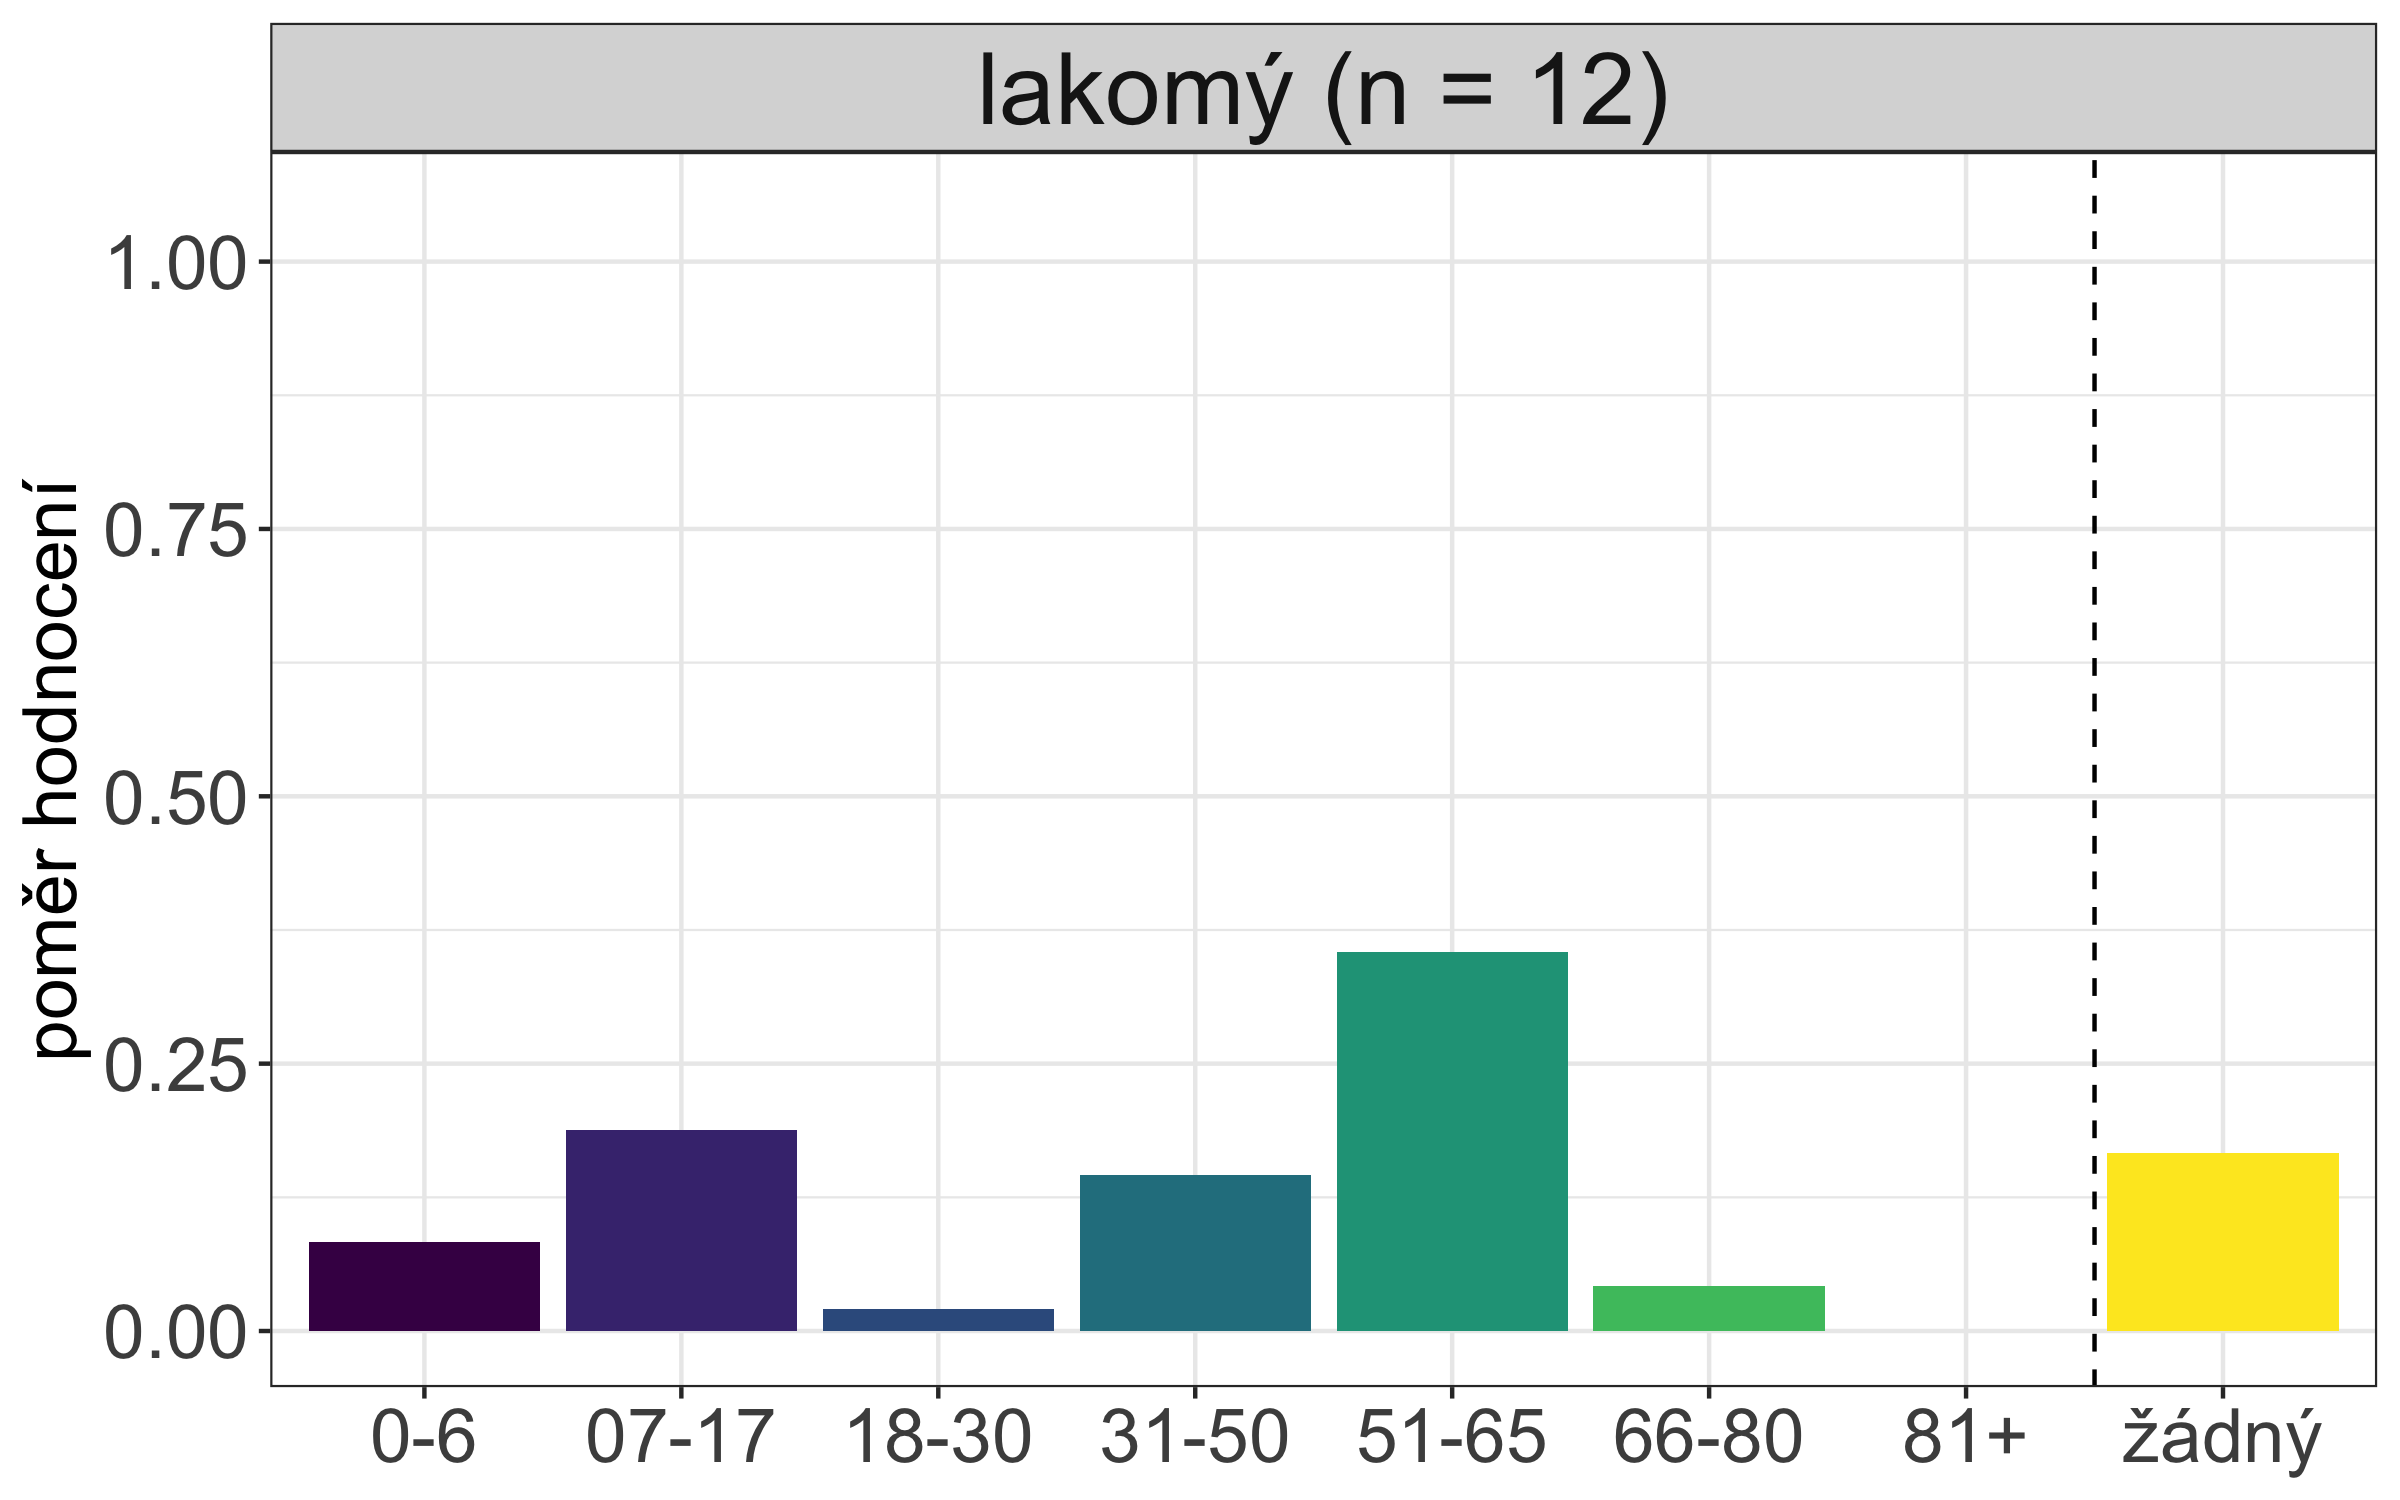 lakomý (n = 12)
poměr hodnocení
1.00
0.75
0.50
0.25
0.00
0-6 07-17 18-30 31-50 51-65 66-80 81+ žádný